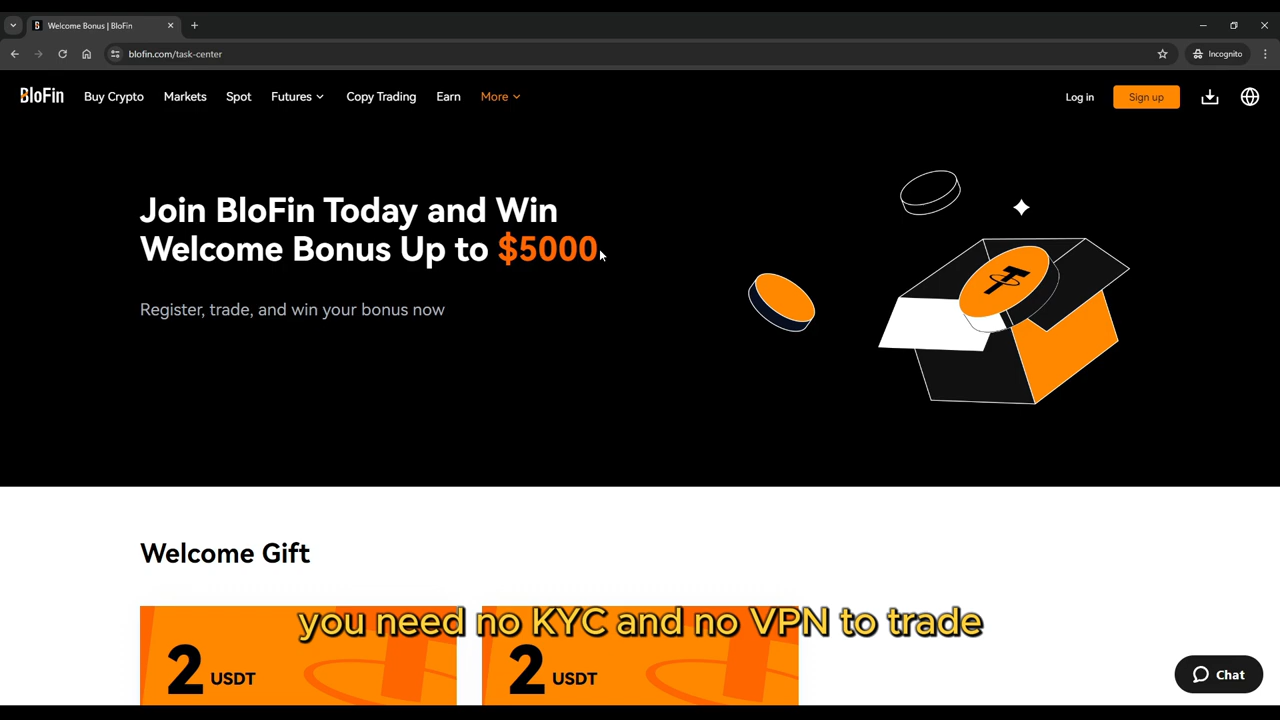 Welcome Bonus | BloFin
blofin.com/task-center
Incognito
BloFin
Buy Crypto
Markets
Spot
Futures
Copy Trading
Earn
More
Log in
Sign up
Join BloFin Today and Win
Welcome Bonus Up to $5000
Register, trade, and win your bonus now
Welcome Gift
you need no KYC and no VPN to trade
2 USDT
2 USDT
Chat